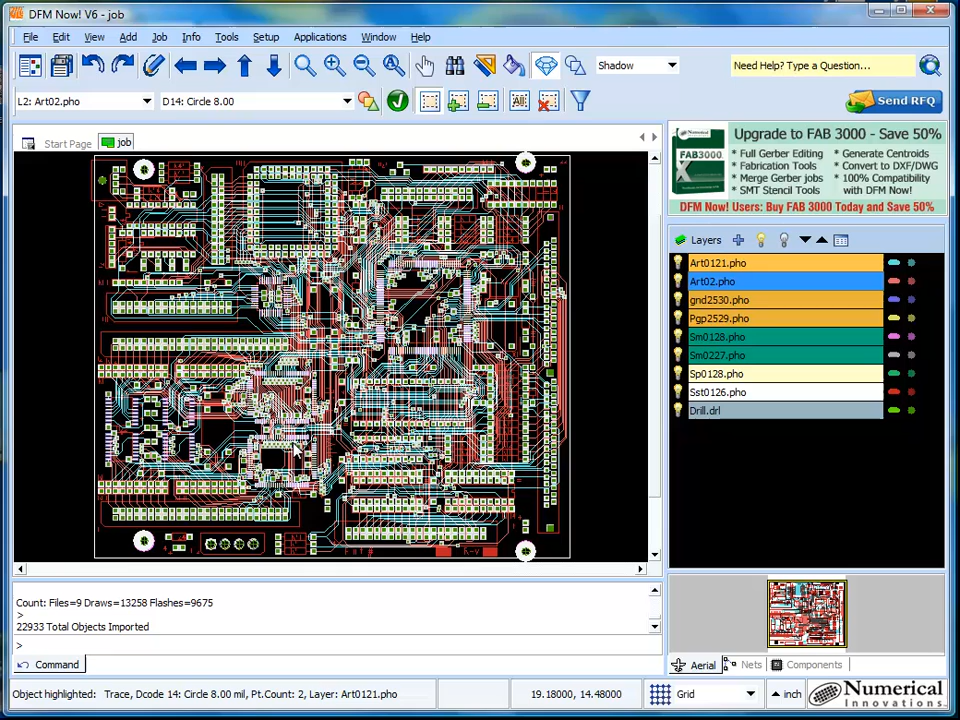 DFM Now! V6 - job
File Edit View Add Job Info Tools Setup Applications Window Help
Shadow
Need Help? Type a Question...
L2: Art02.pho
D14: Circle 8.00
All
Send RFQ
Start Page
job
Numerical
FAB3000
Upgrade to FAB 3000 - Save 50%
* Full Gerber Editing
* Generate Centroids
* Fabrication Tools
* Convert to DXF/DWG
* Merge Gerber jobs
* 100% Compatibility
* SMT Stencil Tools
with DFM Now!
DFM Now! Users: Buy FAB 3000 Today and Save 50%
Layers
Art0121.pho
Art02.pho
gnd2530.pho
Pgp2529.pho
Sm0128.pho
Sm0227.pho
Sp0128.pho
Sst0126.pho
Drill.drl
Count: Files=9 Draws=13258 Flashes=9675
>
22933 Total Objects Imported
>
Command
Aerial
Nets
Components
Object highlighted: Trace, Dcode 14: Circle 8.00 mil, Pt.Count: 2, Layer: Art0121.pho
19.18000, 14.48000
Grid
inch
Numerical
Innovations